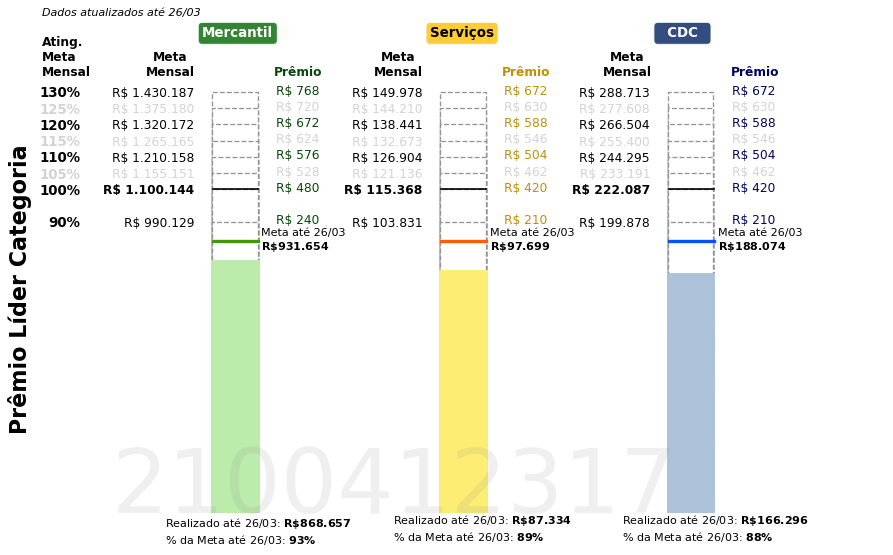 Dados atualizados até 26/03
Mercantil Serviços CDC
Ating.
Meta Meta Meta Meta
Mensal Mensal Prêmio Mensal Prêmio Mensal Prêmio
130% R$ 1.430.187 R$ 768 R$ 149.978 R$ 672 R$ 288.713 R$ 672
125% R$ 1.375.180 R$ 720 R$ 144.210 R$ 630 R$ 277.608 R$ 630
120% R$ 1.320.172 R$ 672 R$ 138.441 R$ 588 R$ 266.504 R$ 588
115% R$ 1.265.165 R$ 624 R$ 132.673 R$ 546 R$ 255.400 R$ 546
110% R$ 1.210.158 R$ 576 R$ 126.904 R$ 504 R$ 244.295 R$ 504
105% R$ 1.155.151 R$ 528 R$ 121.136 R$ 462 R$ 233.191 R$ 462
100% R$ 1.100.144 R$ 480 R$ 115.368 R$ 420 R$ 222.087 R$ 420
90% R$ 990.129 R$ 240 R$ 103.831 R$ 210 R$ 199.878 R$ 210
Meta até 26/03 Meta até 26/03 Meta até 26/03
R$931.654 R$97.699 R$188.074
Prêmio Líder Categoria
2100412317
Realizado até 26/03: R$868.657 Realizado até 26/03: R$87.334 Realizado até 26/03: R$166.296
% da Meta até 26/03: 93% % da Meta até 26/03: 89% % da Meta até 26/03: 88%